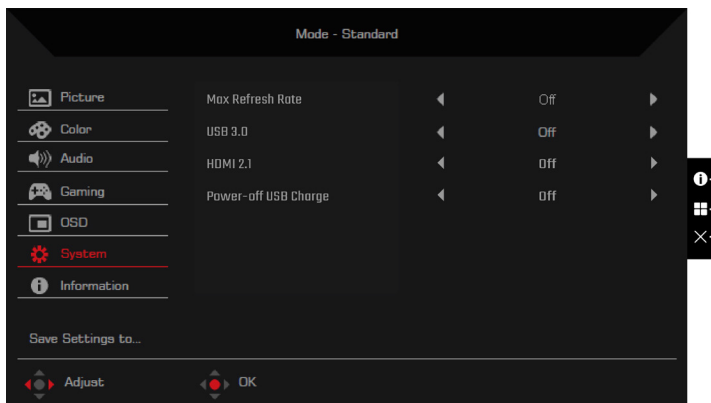 Mode - Standard
Picture
Max Refresh Rate Off
Color
USB 3.0 Off
Audio
HDMI 2.1 Off
Gaming
Power-off USB Charge Off
OSD
System
Information
Save Settings to...
Adjust OK